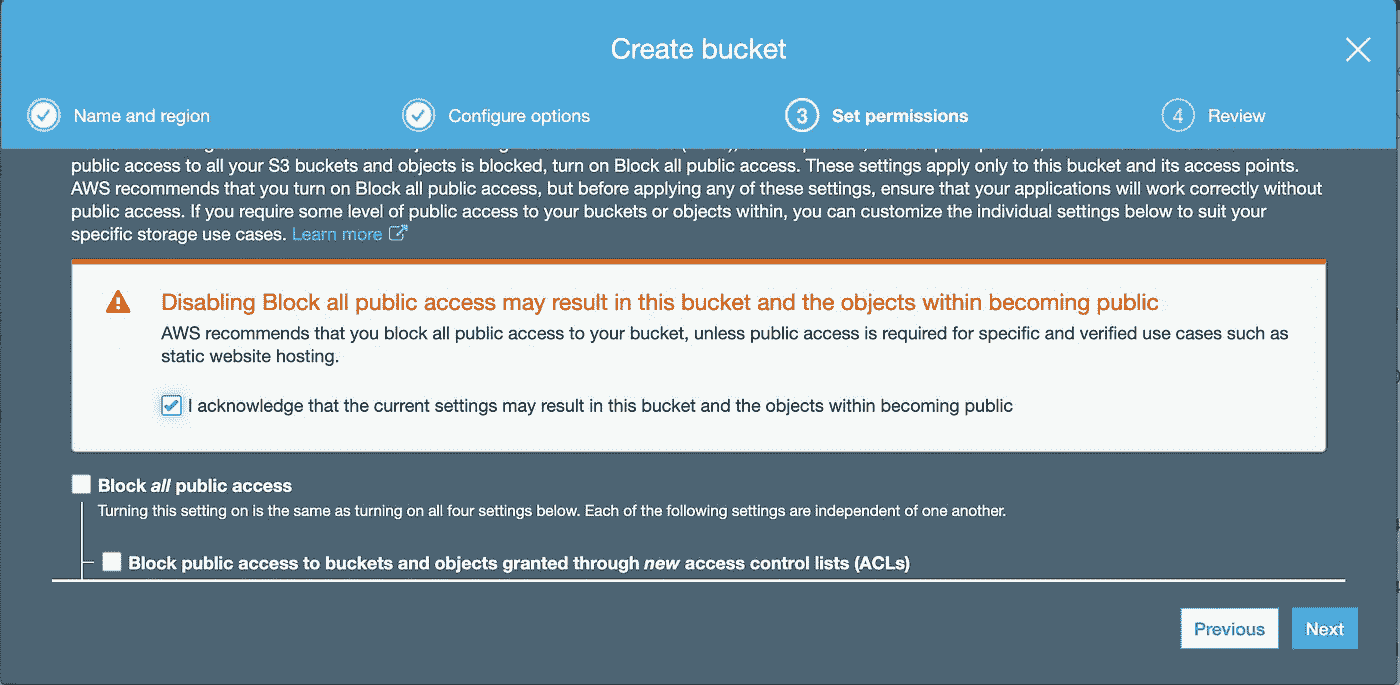 Create bucket
Name and region
Configure options
3 Set permissions
4 Review
public access to all your S3 buckets and objects is blocked, turn on Block all public access. These settings apply only to this bucket and its access points.
AWS recommends that you turn on Block all public access, but before applying any of these settings, ensure that your applications will work correctly without
public access. If you require some level of public access to your buckets or objects within, you can customize the individual settings below to suit your
specific storage use cases. Learn more
Disabling Block all public access may result in this bucket and the objects within becoming public
AWS recommends that you block all public access to your bucket, unless public access is required for specific and verified use cases such as
static website hosting.
I acknowledge that the current settings may result in this bucket and the objects within becoming public
Block all public access
Turning this setting on is the same as turning on all four settings below. Each of the following settings are independent of one another.
Block public access to buckets and objects granted through new access control lists (ACLs)
Previous
Next